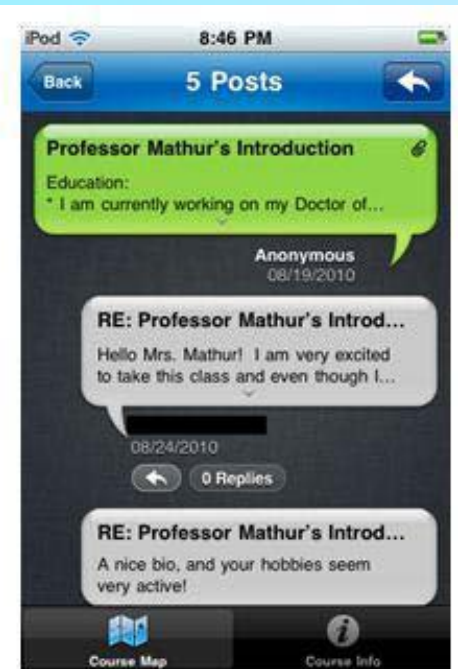 iPod 8:46 PM
Back 5 Posts
Professor Mathur's Introduction
Education:
* I am currently working on my Doctor of...
Anonymous
08/19/2010
RE: Professor Mathur's Introd...
Hello Mrs. Mathur! I am very excited
to take this class and even though I...
08/24/2010
0 Replies
RE: Professor Mathur's Introd...
A nice bio, and your hobbies seem
very active!
Course Map Course Info